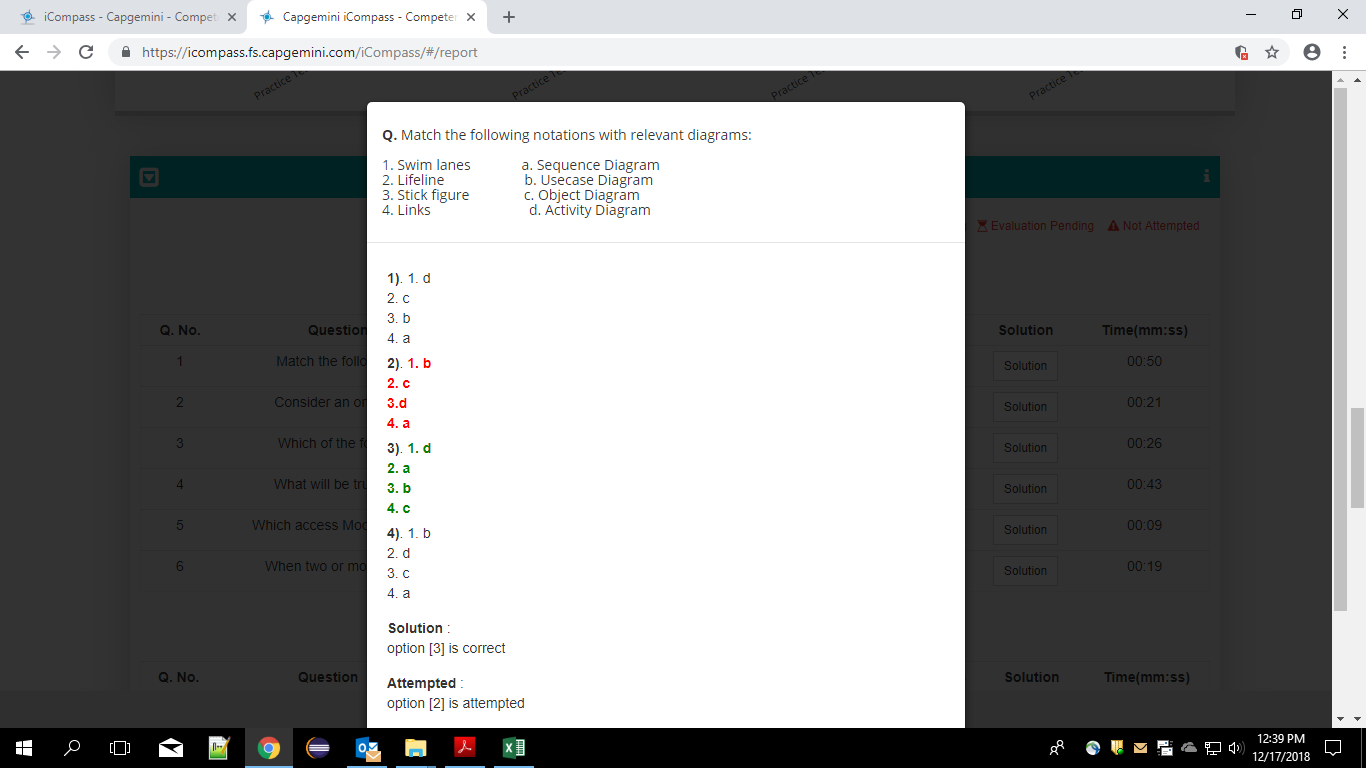 iCompass - Capgemini - Compet
Capgemini iCompass - Competen
https://icompass.fs.capgemini.com/iCompass/#/report
Practice Te
Practice Te
Practice Te
Practice Te
Q. Match the following notations with relevant diagrams:
1. Swim lanes a. Sequence Diagram
2. Lifeline b. Usecase Diagram
3. Stick figure c. Object Diagram
4. Links d. Activity Diagram
Evaluation Pending Not Attempted
1). 1. d
2. c
3. b
4. a
2). 1. b
2. c
3.d
4. a
3). 1. d
2. a
3. b
4. c
4). 1. b
2. d
3. c
4. a
Solution :
option [3] is correct
Attempted :
option [2] is attempted
Q. No. Question Solution Time(mm:ss)
1 Match the follo Solution 00:50
2 Consider an or Solution 00:21
3 Which of the f Solution 00:26
4 What will be tru Solution 00:43
5 Which access Mod Solution 00:09
6 When two or mo Solution 00:19
Q. No. Question Solution Time(mm:ss)
12:39 PM
12/17/2018